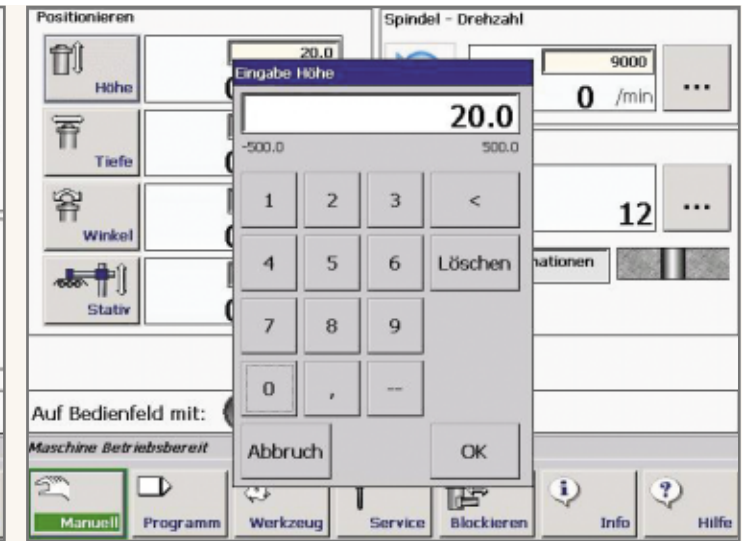 Positionieren
Spindel - Drehzahl
Höhe
20.0
9000
0 /min
...
Eingabe Höhe
20.0
-500.0 500.0
Tiefe
1 2 3 <
Winkel
12
...
4 5 6 Löschen
Stativ
7 8 9
0 , --
Auf Bedienfeld mit:
Maschine Betriebsbereit
Abbruch OK
Manuell Programm Werkzeug Service Blockieren Info Hilfe